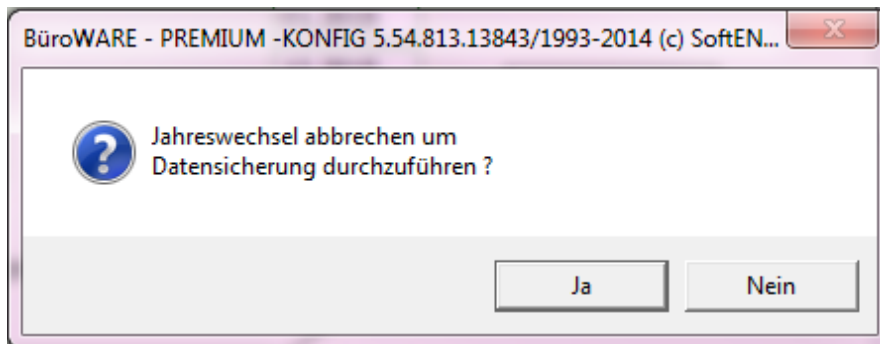 BüroWARE - PREMIUM -KONFIG 5.54.813.13843/1993-2014 (c) SoftEN...
Jahreswechsel abbrechen um
Datensicherung durchzuführen ?
Ja Nein